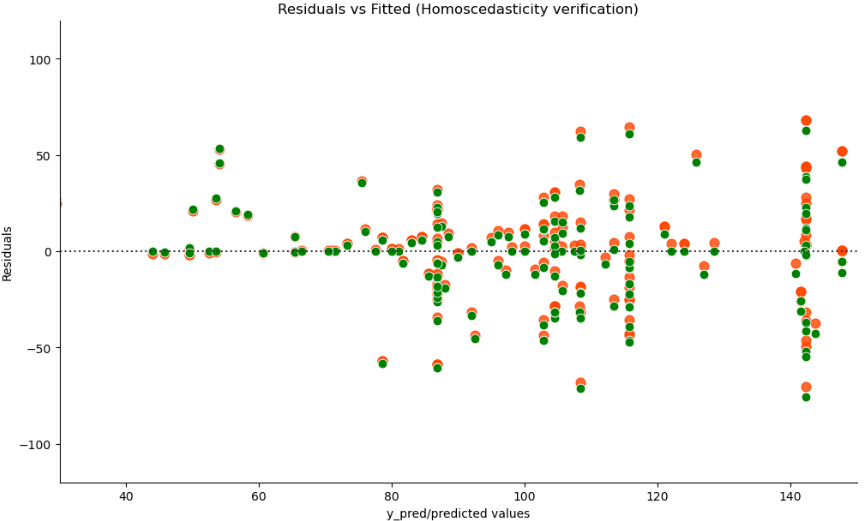 Residuals vs Fitted (Homoscedasticity verification)
100
50
0
−50
−100
Residuals
40 60 80 100 120 140
y_pred/predicted values